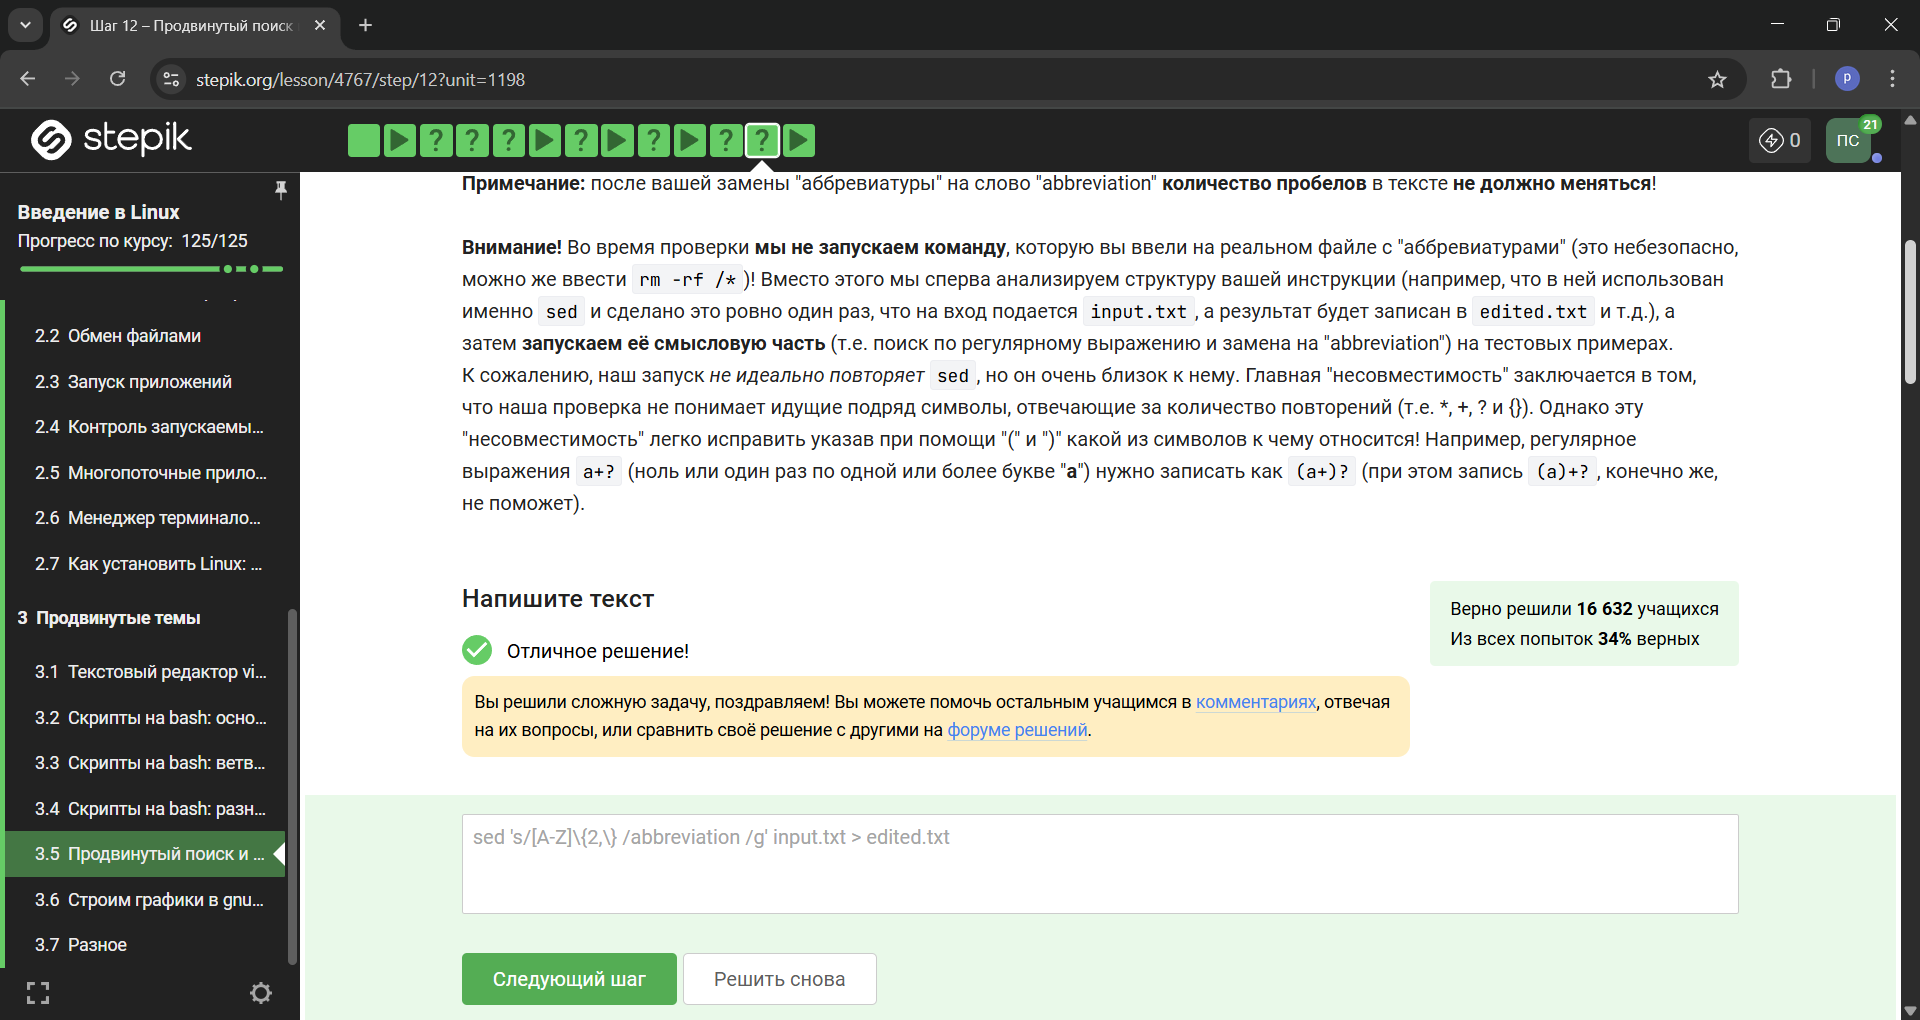 Шаг 12 – Продвинутый поиск
stepik.org/lesson/4767/step/12?unit=1198
P
stepik
? ? ? ? ? ? ?
0
ПС
21
Введение в Linux
Прогресс по курсу: 125/125
2.2 Обмен файлами
2.3 Запуск приложений
2.4 Контроль запускаемы...
2.5 Многопоточные прило...
2.6 Менеджер терминало...
2.7 Как установить Linux: ...
3 Продвинутые темы
3.1 Текстовый редактор vi...
3.2 Скрипты на bash: осно...
3.3 Скрипты на bash: ветв...
3.4 Скрипты на bash: разн...
3.5 Продвинутый поиск и ...
3.6 Строим графики в gnu...
3.7 Разное
Примечание: после вашей замены "аббревиатуры" на слово "abbreviation" количество пробелов в тексте не должно меняться!
Внимание! Во время проверки мы не запускаем команду, которую вы ввели на реальном файле с "аббревиатурами" (это небезопасно,
можно же ввести rm -rf /* )! Вместо этого мы сперва анализируем структуру вашей инструкции (например, что в ней использован
именно sed и сделано это ровно один раз, что на вход подается input.txt , а результат будет записан в edited.txt и т.д.), а
затем запускаем её смысловую часть (т.е. поиск по регулярному выражению и замена на "abbreviation") на тестовых примерах.
К сожалению, наш запуск не идеально повторяет sed , но он очень близок к нему. Главная "несовместимость" заключается в том,
что наша проверка не понимает идущие подряд символы, отвечающие за количество повторений (т.е. *, +, ? и {}). Однако эту
"несовместимость" легко исправить указав при помощи "(" и ")" какой из символов к чему относится! Например, регулярное
выражения a+? (ноль или один раз по одной или более букве "a") нужно записать как (a+)? (при этом запись (a)+? , конечно же,
не поможет).
Напишите текст
Верно решили 16 632 учащихся
Из всех попыток 34% верных
Отличное решение!
Вы решили сложную задачу, поздравляем! Вы можете помочь остальным учащимся в комментариях, отвечая
на их вопросы, или сравнить своё решение с другими на форуме решений.
sed 's/[A-Z]\{2,\} /abbreviation /g' input.txt > edited.txt
Следующий шаг
Решить снова